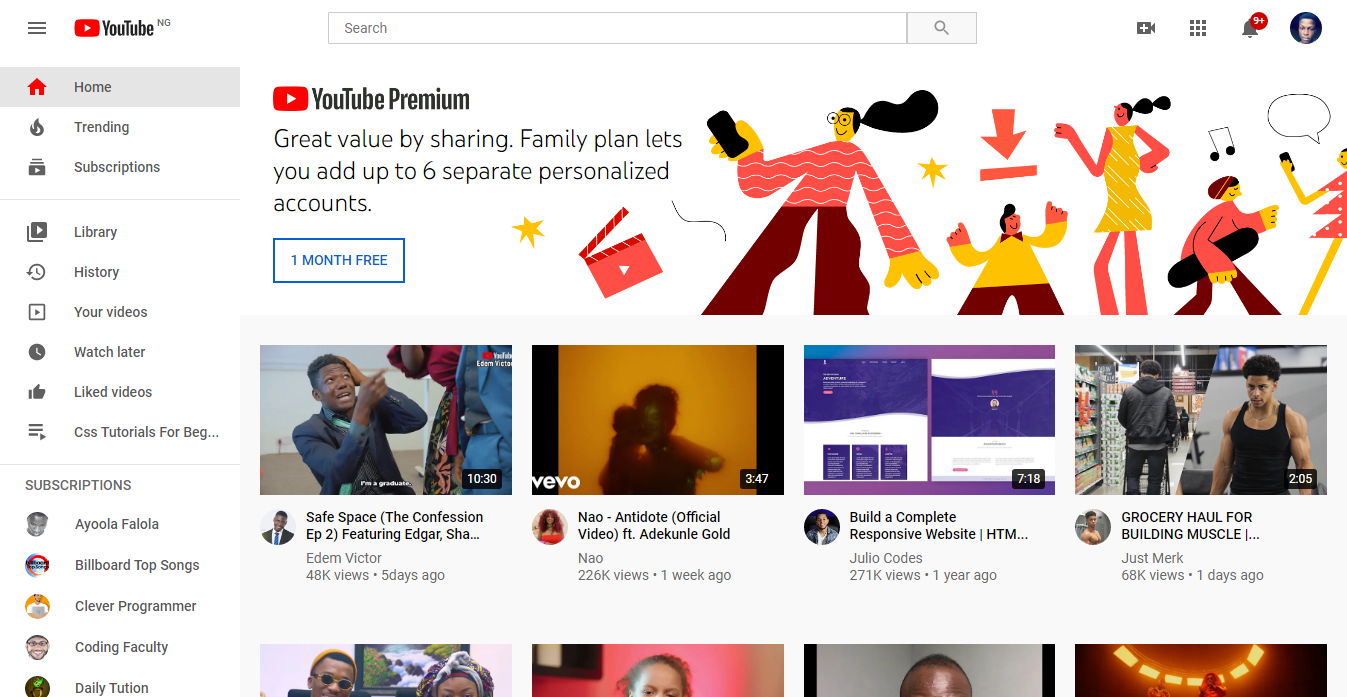 YouTube NG
Search
9+
Home
Trending
Subscriptions
Library
History
Your videos
Watch later
Liked videos
Css Tutorials For Beg...
SUBSCRIPTIONS
Ayoola Falola
Billboard Top Songs
Clever Programmer
Coding Faculty
Daily Tution
YouTube Premium
Great value by sharing. Family plan lets
you add up to 6 separate personalized
accounts.
1 MONTH FREE
YouTube
Edem Victor
I'm a graduate.
10:30
Safe Space (The Confession
Ep 2) Featuring Edgar, Sha...
Edem Victor
48K views • 5days ago
vevo
3:47
Nao - Antidote (Official
Video) ft. Adekunle Gold
Nao
226K views • 1 week ago
ADVENTURE
7:18
Build a Complete
Responsive Website | HTM...
Julio Codes
271K views • 1 year ago
2:05
GROCERY HAUL FOR
BUILDING MUSCLE |...
Just Merk
68K views • 1 days ago